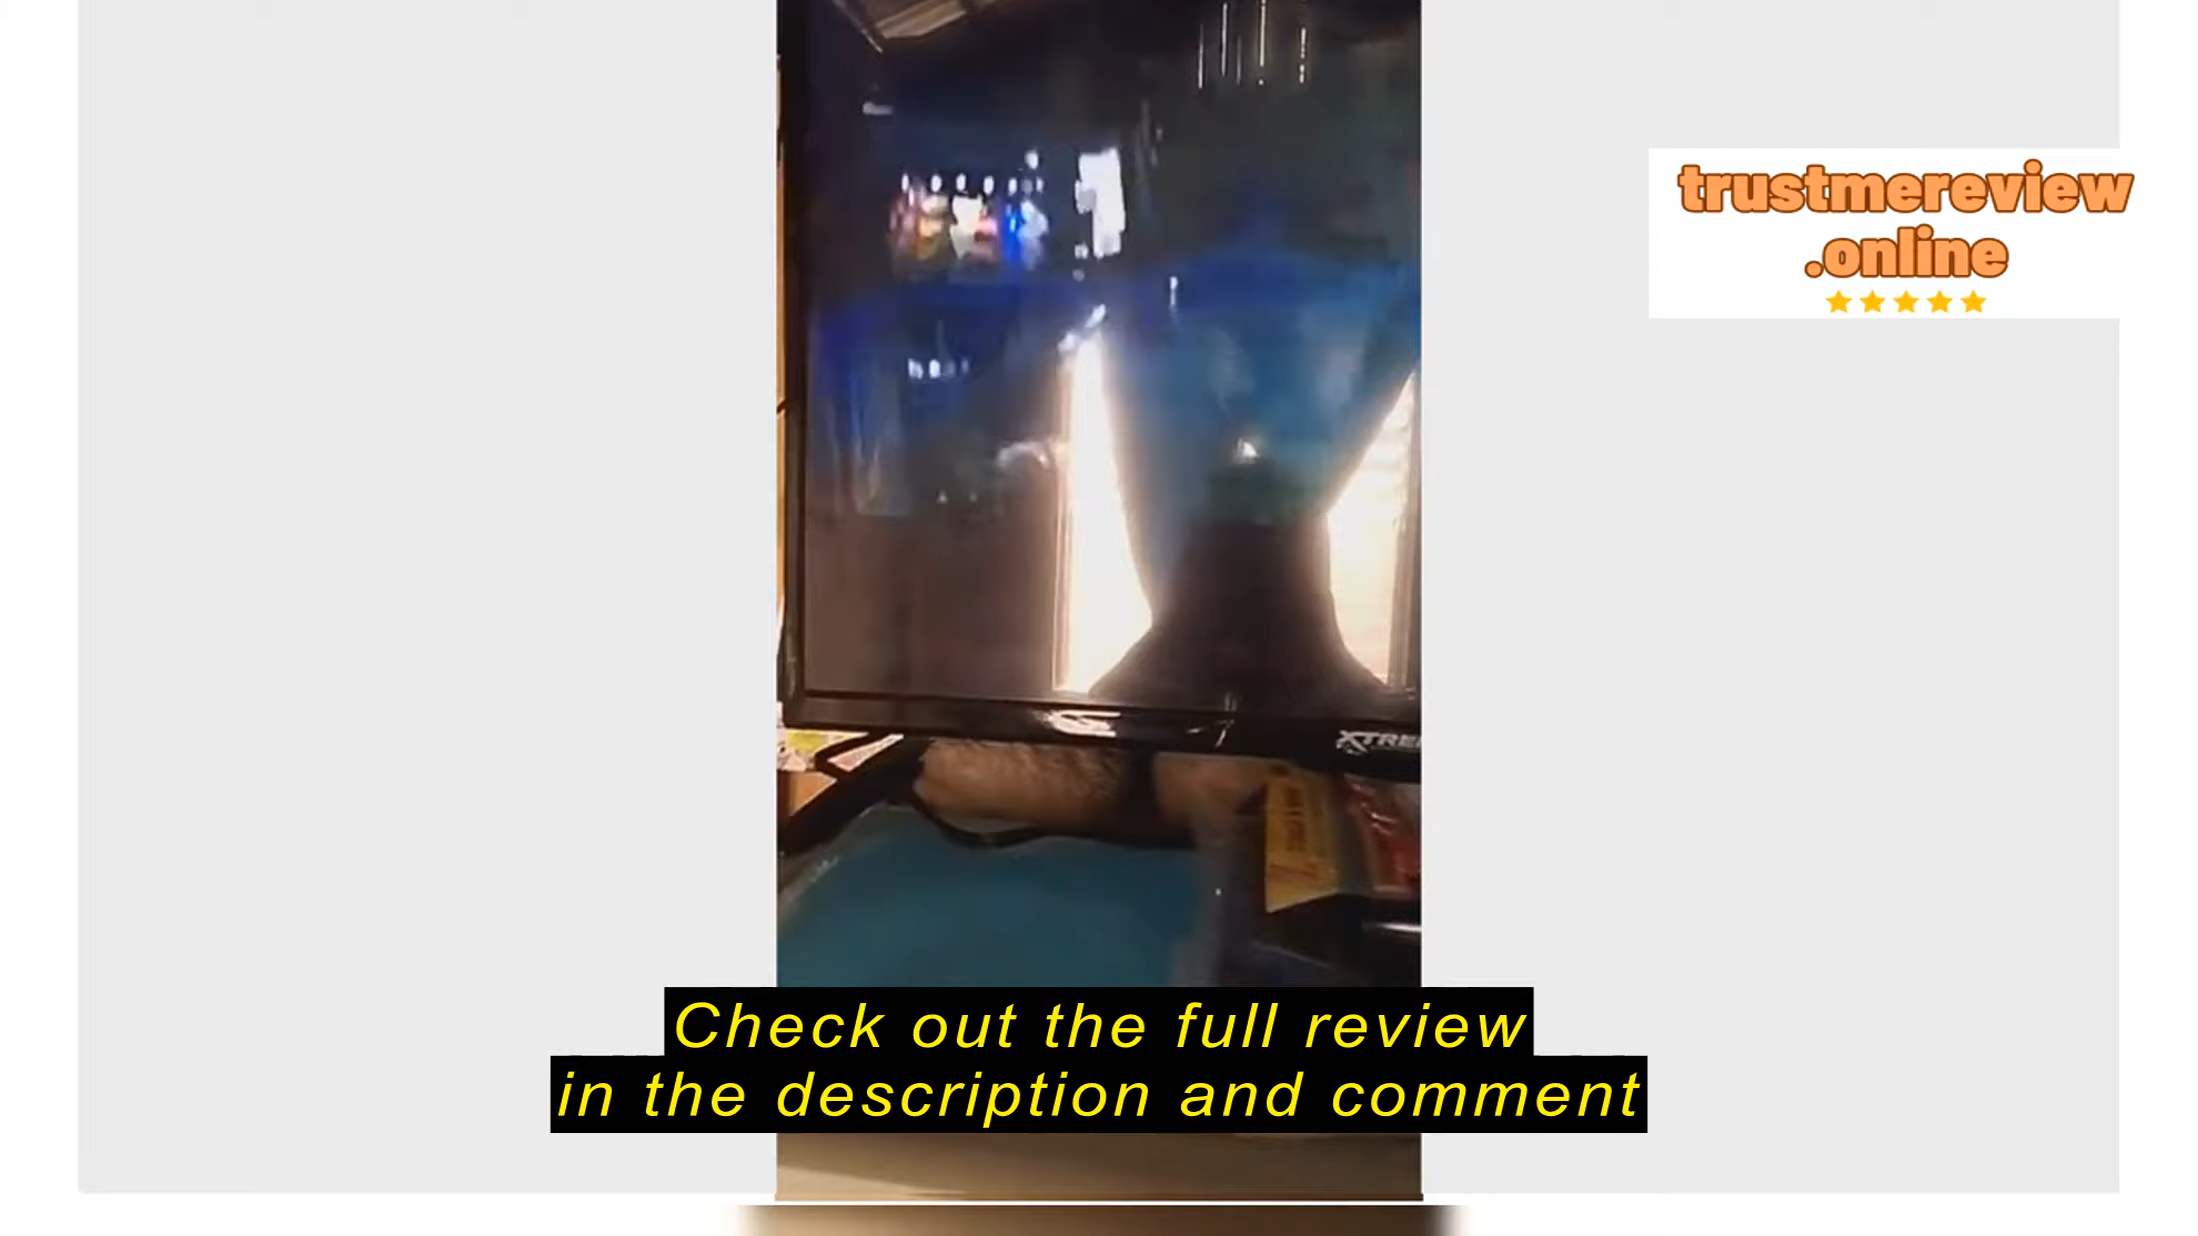 trustmereview
.online
Check out the full review
in the description and comment